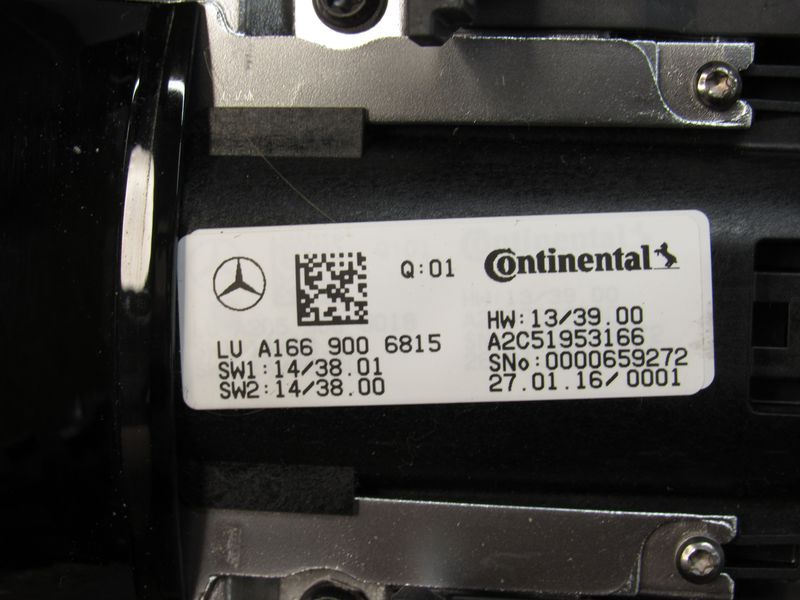 Q:01
Continental
LU A166 900 6815
SW1:14/38.01
SW2:14/38.00
HW:13/39.00
A2C51953166
SNo:0000659272
27.01.16/0001